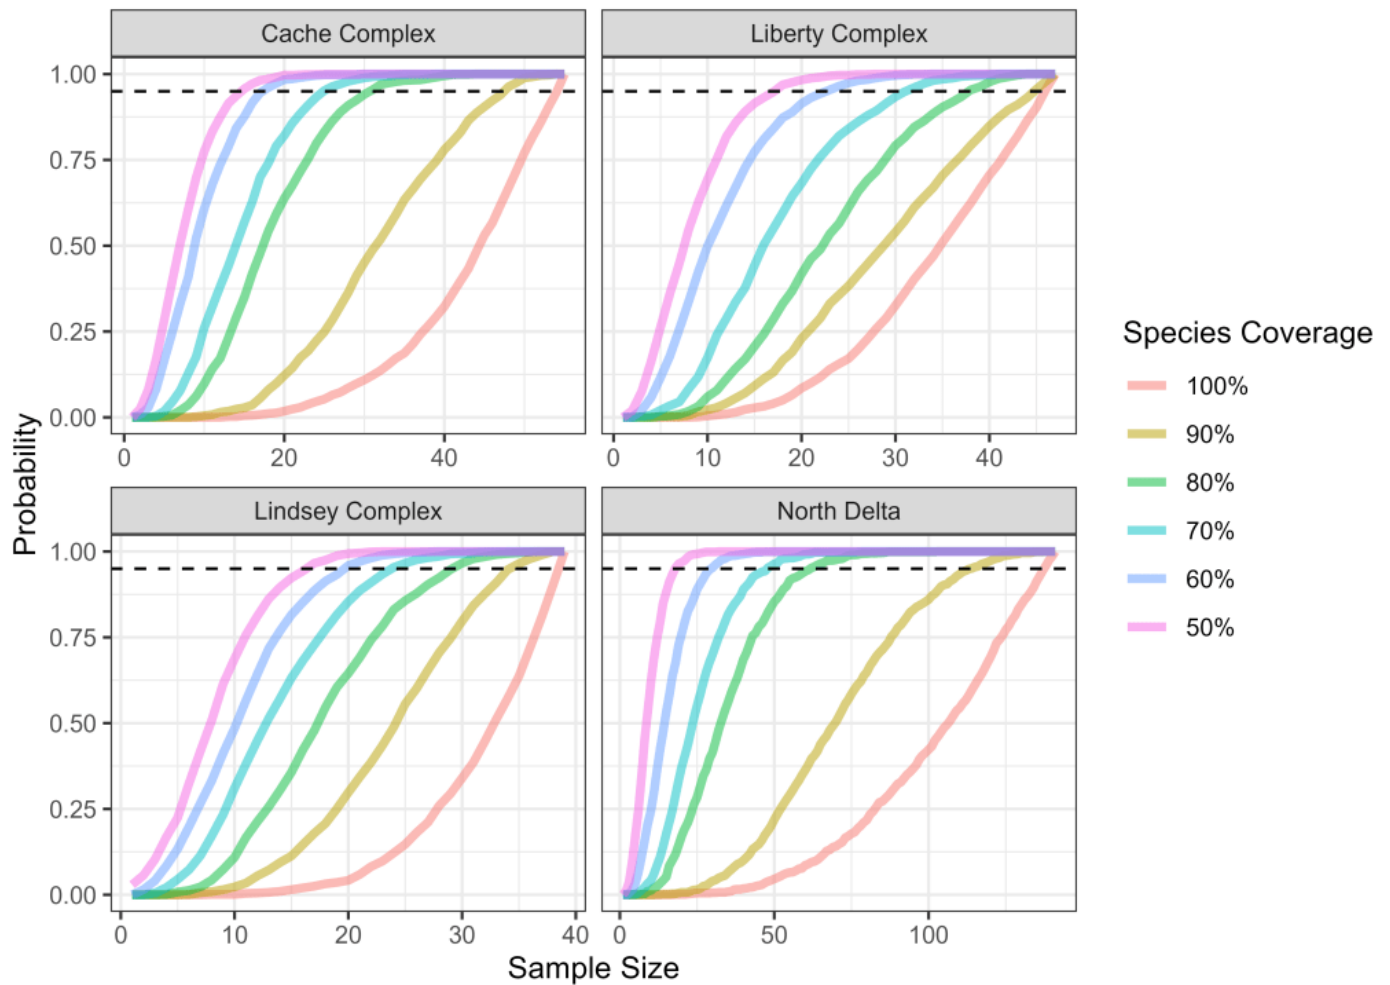 Cache Complex
Liberty Complex
1.00
0.75
0.50
0.25
0.00
0 20 40
0 10 20 30 40
Lindsey Complex
North Delta
1.00
0.75
0.50
0.25
0.00
0 10 20 30 40
0 50 100
Probability
Sample Size
Species Coverage
100%
90%
80%
70%
60%
50%